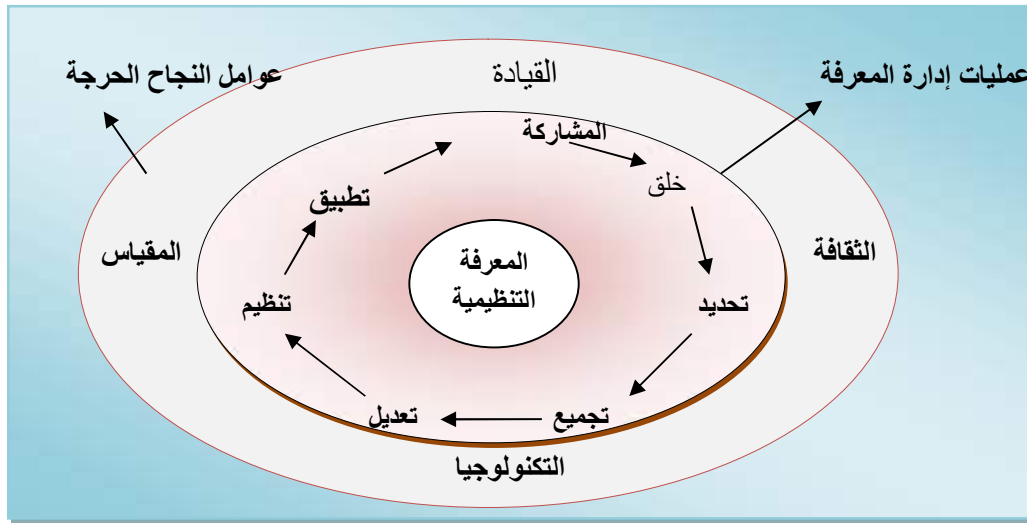 القيادة
عمليات إدارة المعرفة
عوامل النجاح الحرجة
المشاركة
خلق
تطبيق
الثقافة
المقياس
المعرفة
التنظيمية
تحديد
تنظيم
تجميع
تعديل
التكنولوجيا